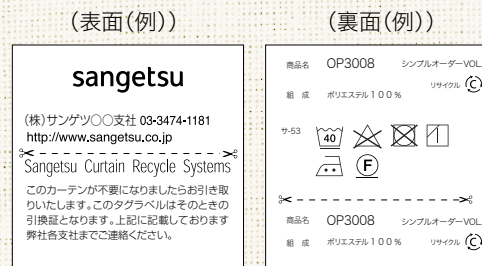 (表面(例))
sangetsu
(株)サンゲツ○○支社 03-3474-1181
http://www.sangetsu.co.jp
Sangetsu Curtain Recycle Systems
このカーテンが不要になりましたらお引き取
りいたします。このタグラベルはそのときの
引換証となります。上記に記載しております
弊社各支社までご連絡ください。
(裏面(例))
商品名 OP3008 シンプルオーダーVOL.
リサイクル C
組 成 ポリエステル100%
サ-53
40
F
商品名 OP3008 シンプルオーダーVOL.
組 成 ポリエステル100% リサイクル C